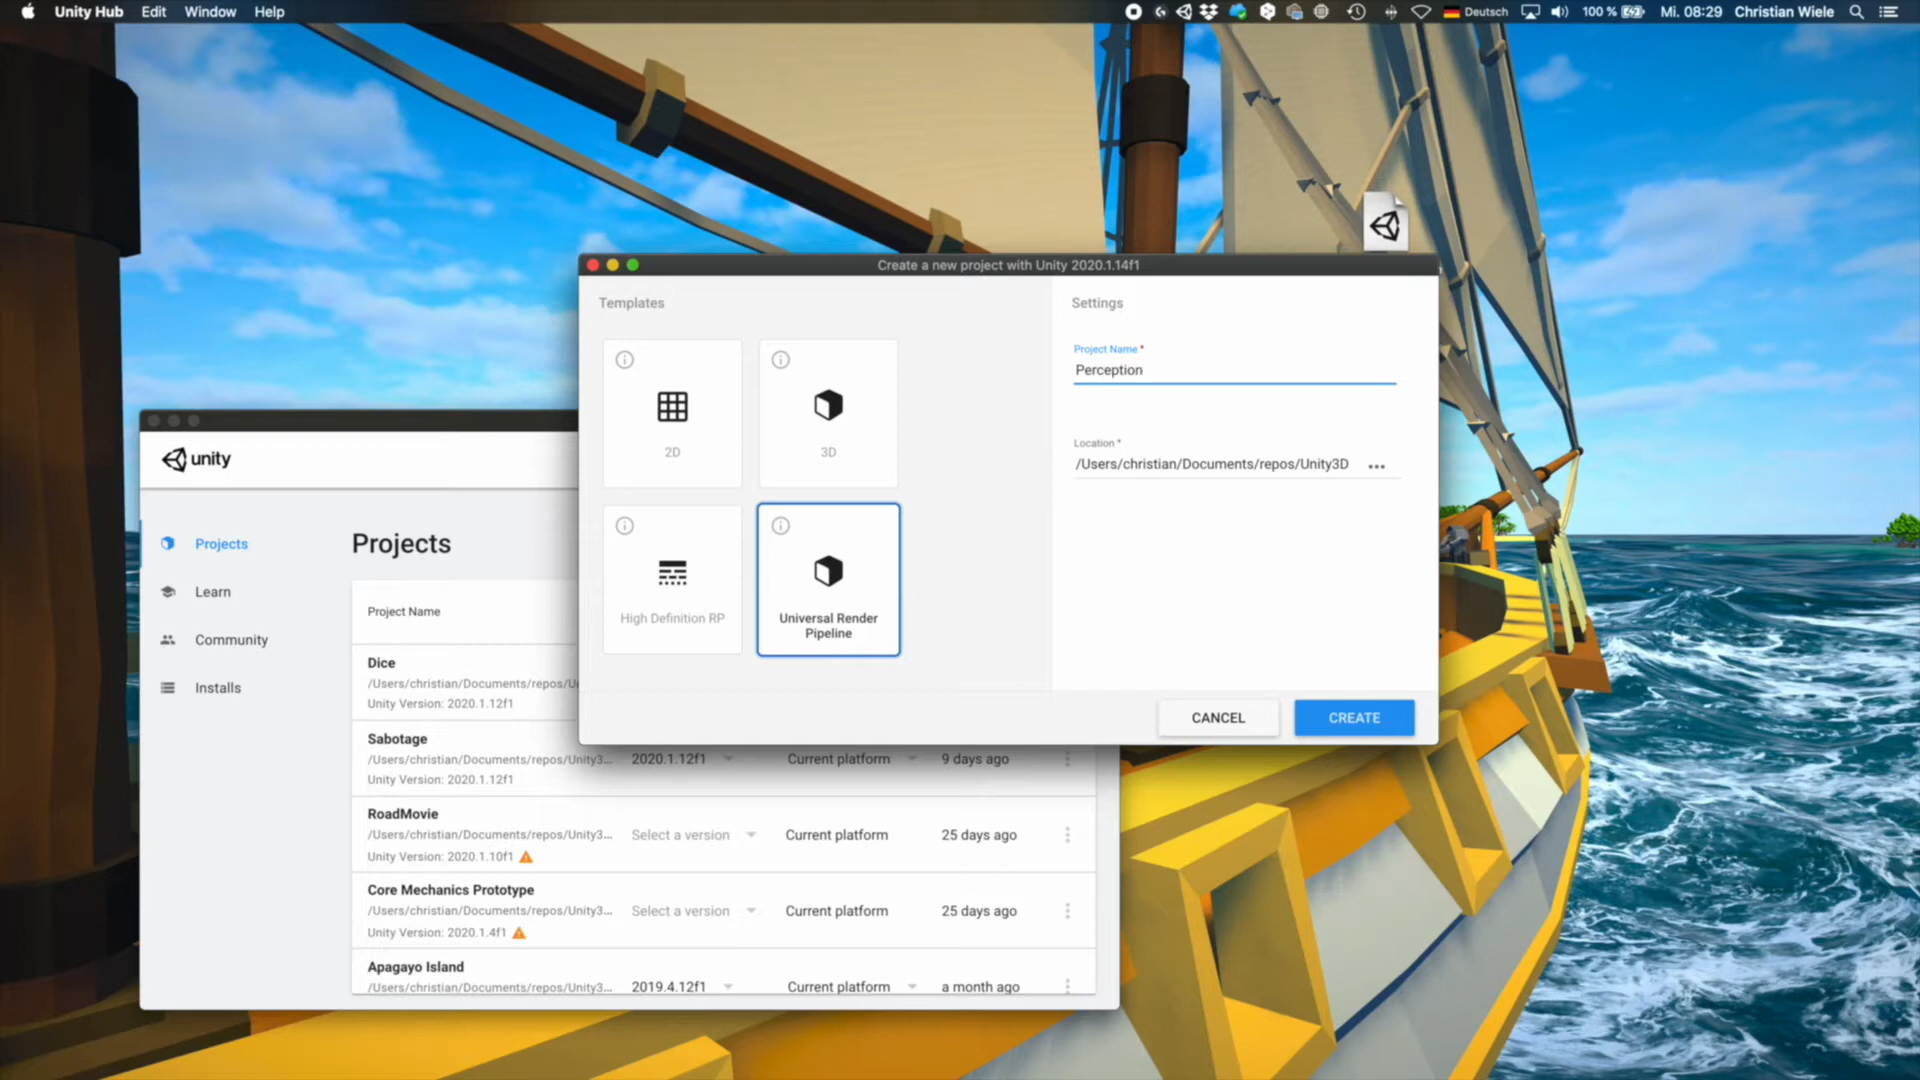 Unity Hub Edit Window Help
Deutsch 100 % Mi. 08:29 Christian Wiele
Create a new project with Unity 2020.1.14f1
Templates
2D
3D
High Definition RP
Universal Render
Pipeline
Settings
Project Name *
Perception
Location *
/Users/christian/Documents/repos/Unity3D
CANCEL
CREATE
unity
Projects
Learn
Community
Installs
Projects
Project Name
Dice
/Users/christian/Documents/repos/U
Unity Version: 2020.1.12f1
Sabotage
/Users/christian/Documents/repos/Unity3... 2020.1.12f1 Current platform 9 days ago
Unity Version: 2020.1.12f1
RoadMovie
/Users/christian/Documents/repos/Unity3... Select a version Current platform 25 days ago
Unity Version: 2020.1.10f1
Core Mechanics Prototype
/Users/christian/Documents/repos/Unity3... Select a version Current platform 25 days ago
Unity Version: 2020.1.4f1
Apagayo Island
/Users/christian/Documents/repos/Unity3... 2019.4.12f1 Current platform a month ago